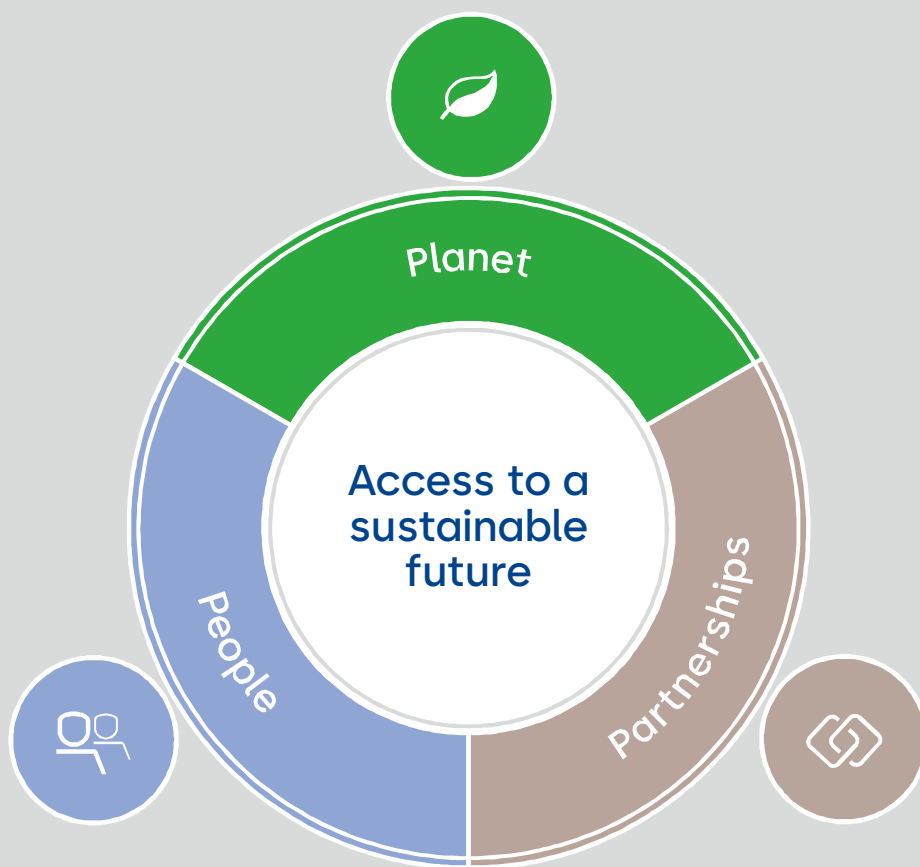 Planet
Access to a
sustainable
future
People
Partnerships